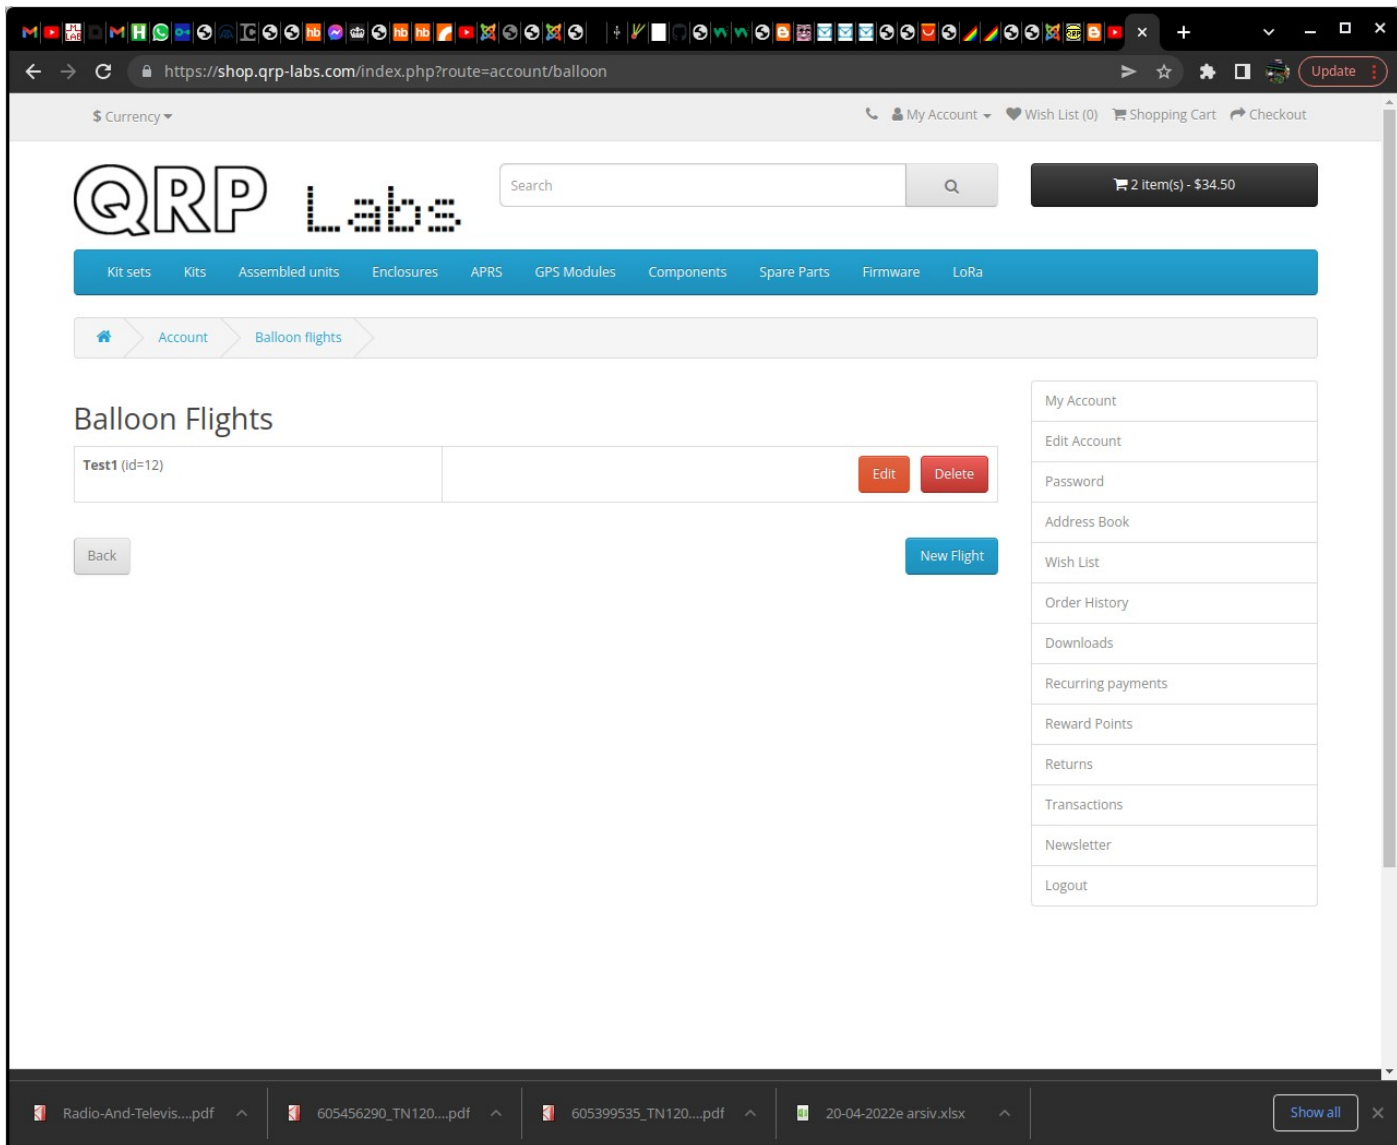 https://shop.qrp-labs.com/index.php?route=account/balloon
Update
$ Currency
My Account
Wish List (0)
Shopping Cart
Checkout
QRP Labs
Search
2 item(s) - $34.50
Kit sets
Kits
Assembled units
Enclosures
APRS
GPS Modules
Components
Spare Parts
Firmware
LoRa
Account
Balloon flights
Balloon Flights
Test1 (id=12)
Edit
Delete
Back
New Flight
My Account
Edit Account
Password
Address Book
Wish List
Order History
Downloads
Recurring payments
Reward Points
Returns
Transactions
Newsletter
Logout
Radio-And-Televis....pdf
605456290_TN120....pdf
605399535_TN120....pdf
20-04-2022e arsiv.xlsx
Show all